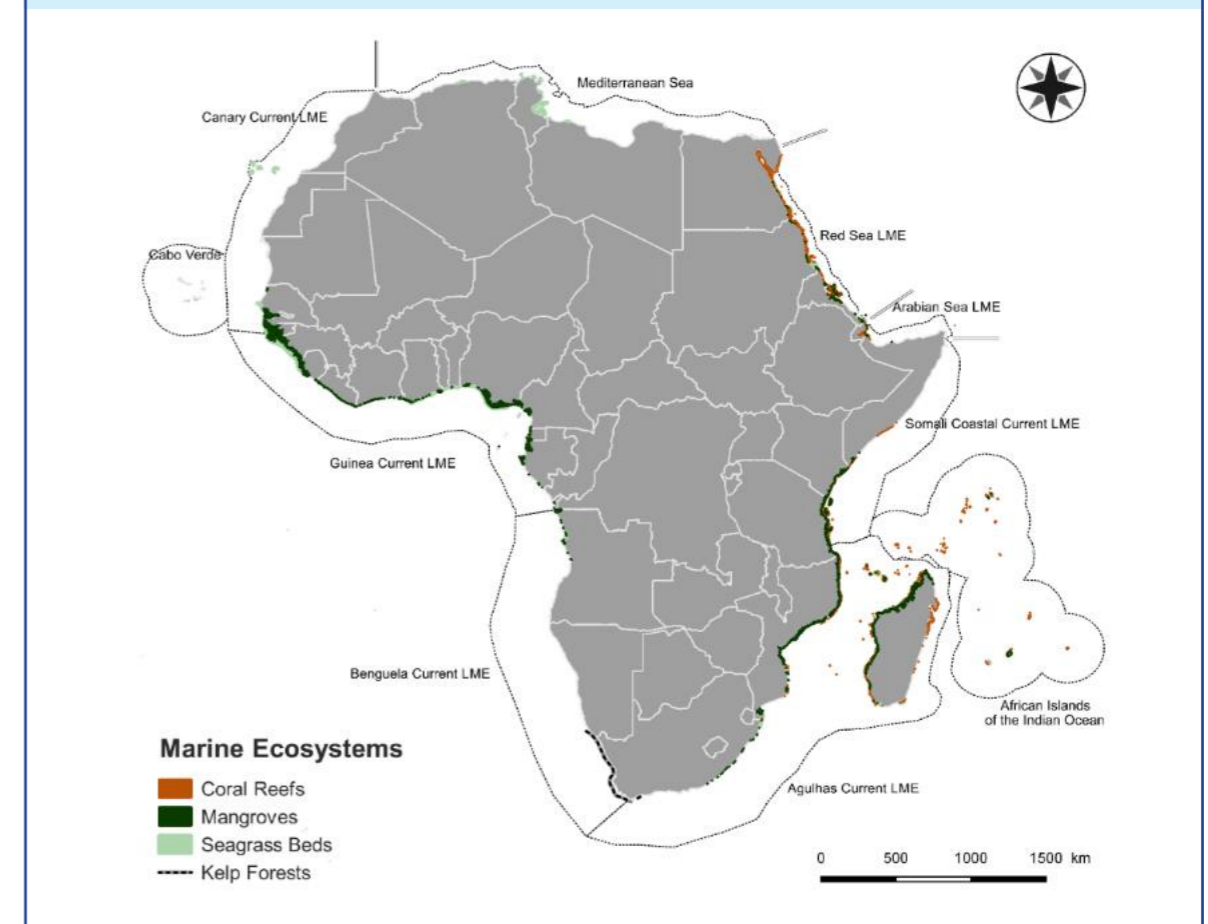 Mediterranean Sea
Canary Current LME
Red Sea LME
Cabo Verde
Arabian Sea LME
Somali Coastal Current LME
Guinea Current LME
Benguela Current LME
African Islands
of the Indian Ocean
Agulhas Current LME
Marine Ecosystems
Coral Reefs
Mangroves
Seagrass Beds
Kelp Forests
0 500 1000 1500 km